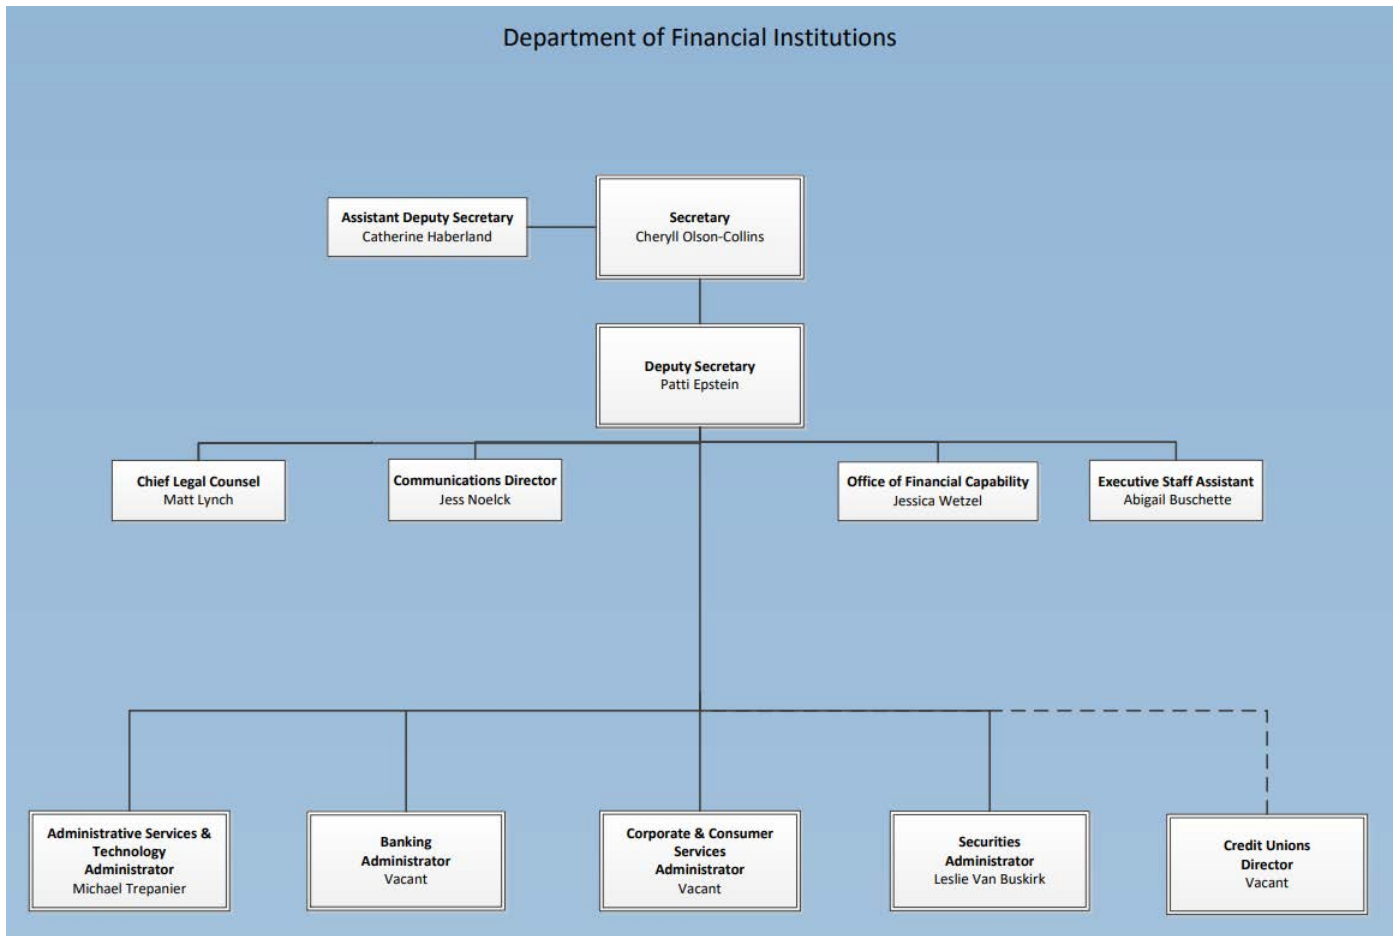 Department of Financial Institutions
Assistant Deputy Secretary
Catherine Haberland
Secretary
Cheryll Olson-Collins
Deputy Secretary
Patti Epstein
Chief Legal Counsel
Matt Lynch
Communications Director
Jess Noelck
Office of Financial Capability
Jessica Wetzel
Executive Staff Assistant
Abigail Buschette
Administrative Services &
Technology
Administrator
Michael Trepanier
Banking
Administrator
Vacant
Corporate & Consumer
Services
Administrator
Vacant
Securities
Administrator
Leslie Van Buskirk
Credit Unions
Director
Vacant